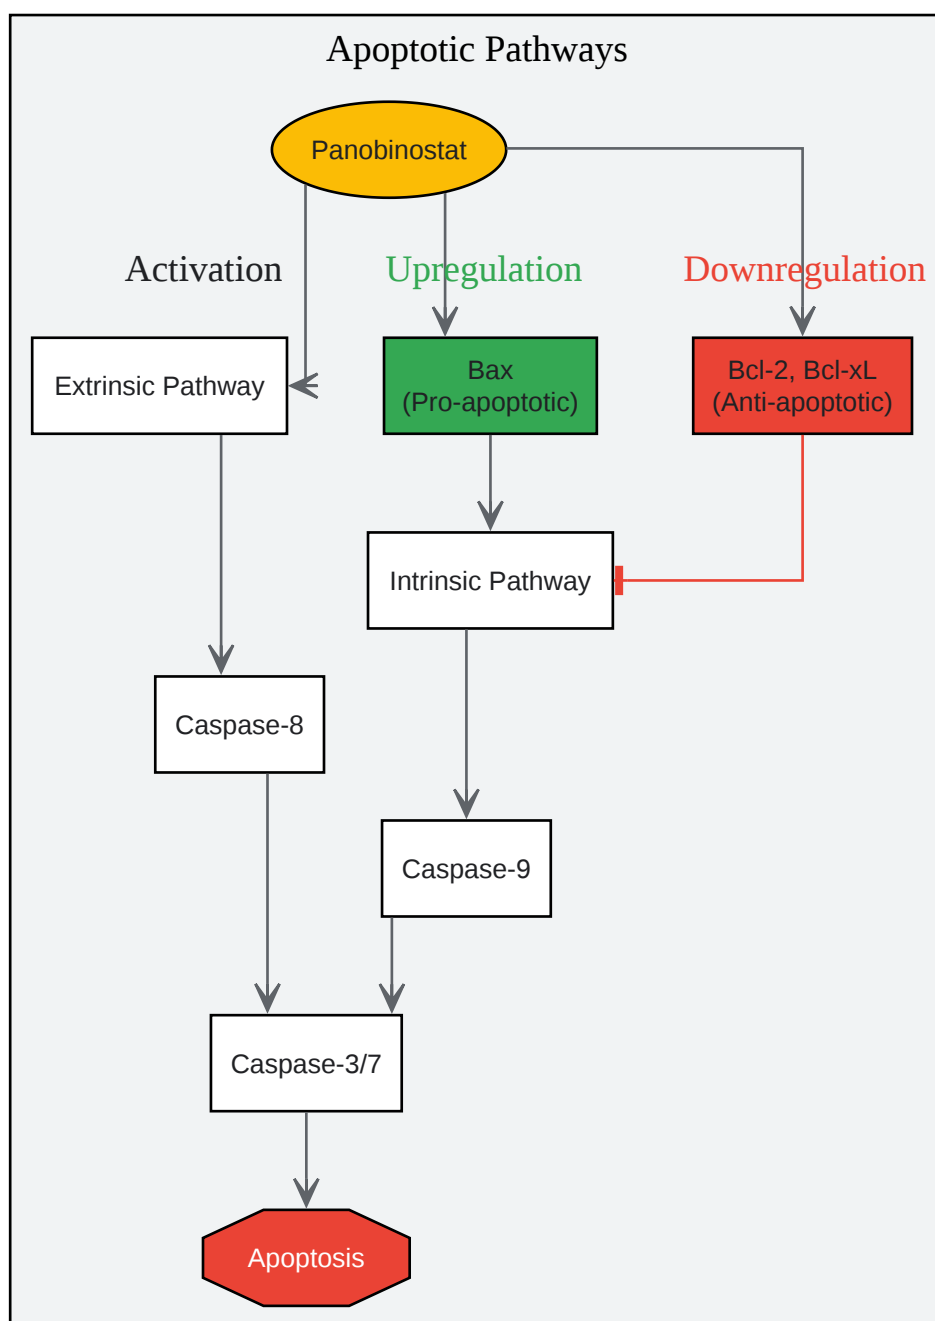 Apoptotic Pathways
Panobinostat
Activation
Upregulation
Downregulation
Extrinsic Pathway
Bax
(Pro-apoptotic)
Bcl-2, Bcl-xL
(Anti-apoptotic)
Intrinsic Pathway
Caspase-8
Caspase-9
Caspase-3/7
Apoptosis